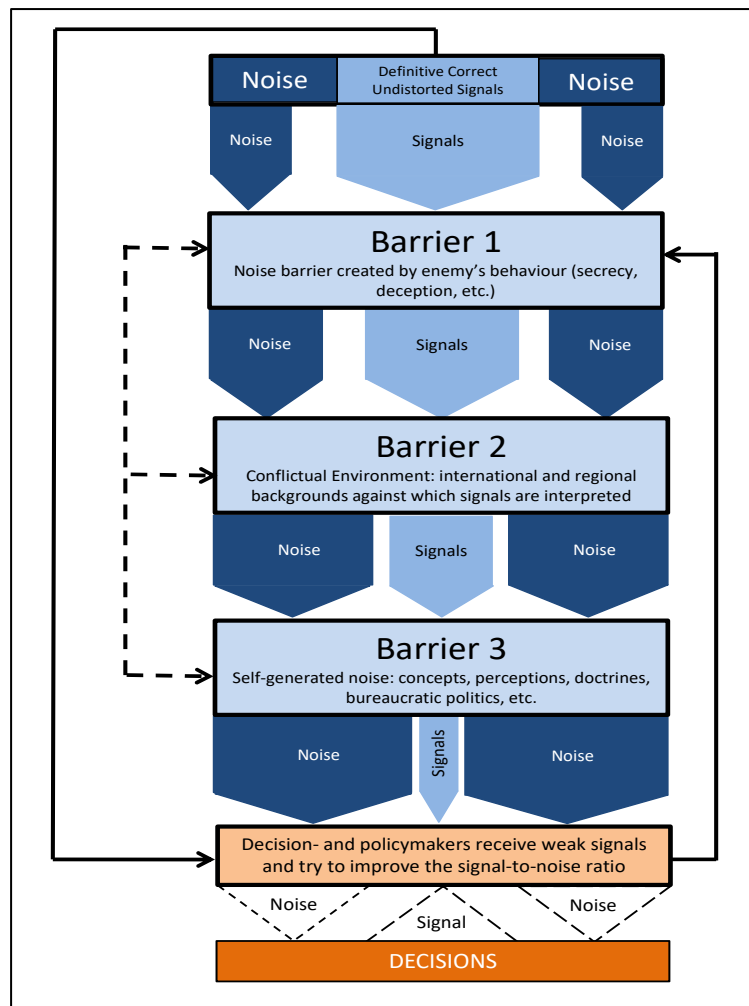 Noise
Definitive Correct
Undistorted Signals
Noise
Noise
Signals
Noise
Barrier 1
Noise barrier created by enemy's behaviour (secrecy,
deception, etc.)
Noise
Signals
Noise
Barrier 2
Conflictual Environment: international and regional
backgrounds against which signals are interpreted
Noise
Signals
Noise
Barrier 3
Self-generated noise: concepts, perceptions, doctrines,
bureaucratic politics, etc.
Noise
Signals
Noise
Decision- and policymakers receive weak signals
and try to improve the signal-to-noise ratio
Noise
Signal
Noise
DECISIONS